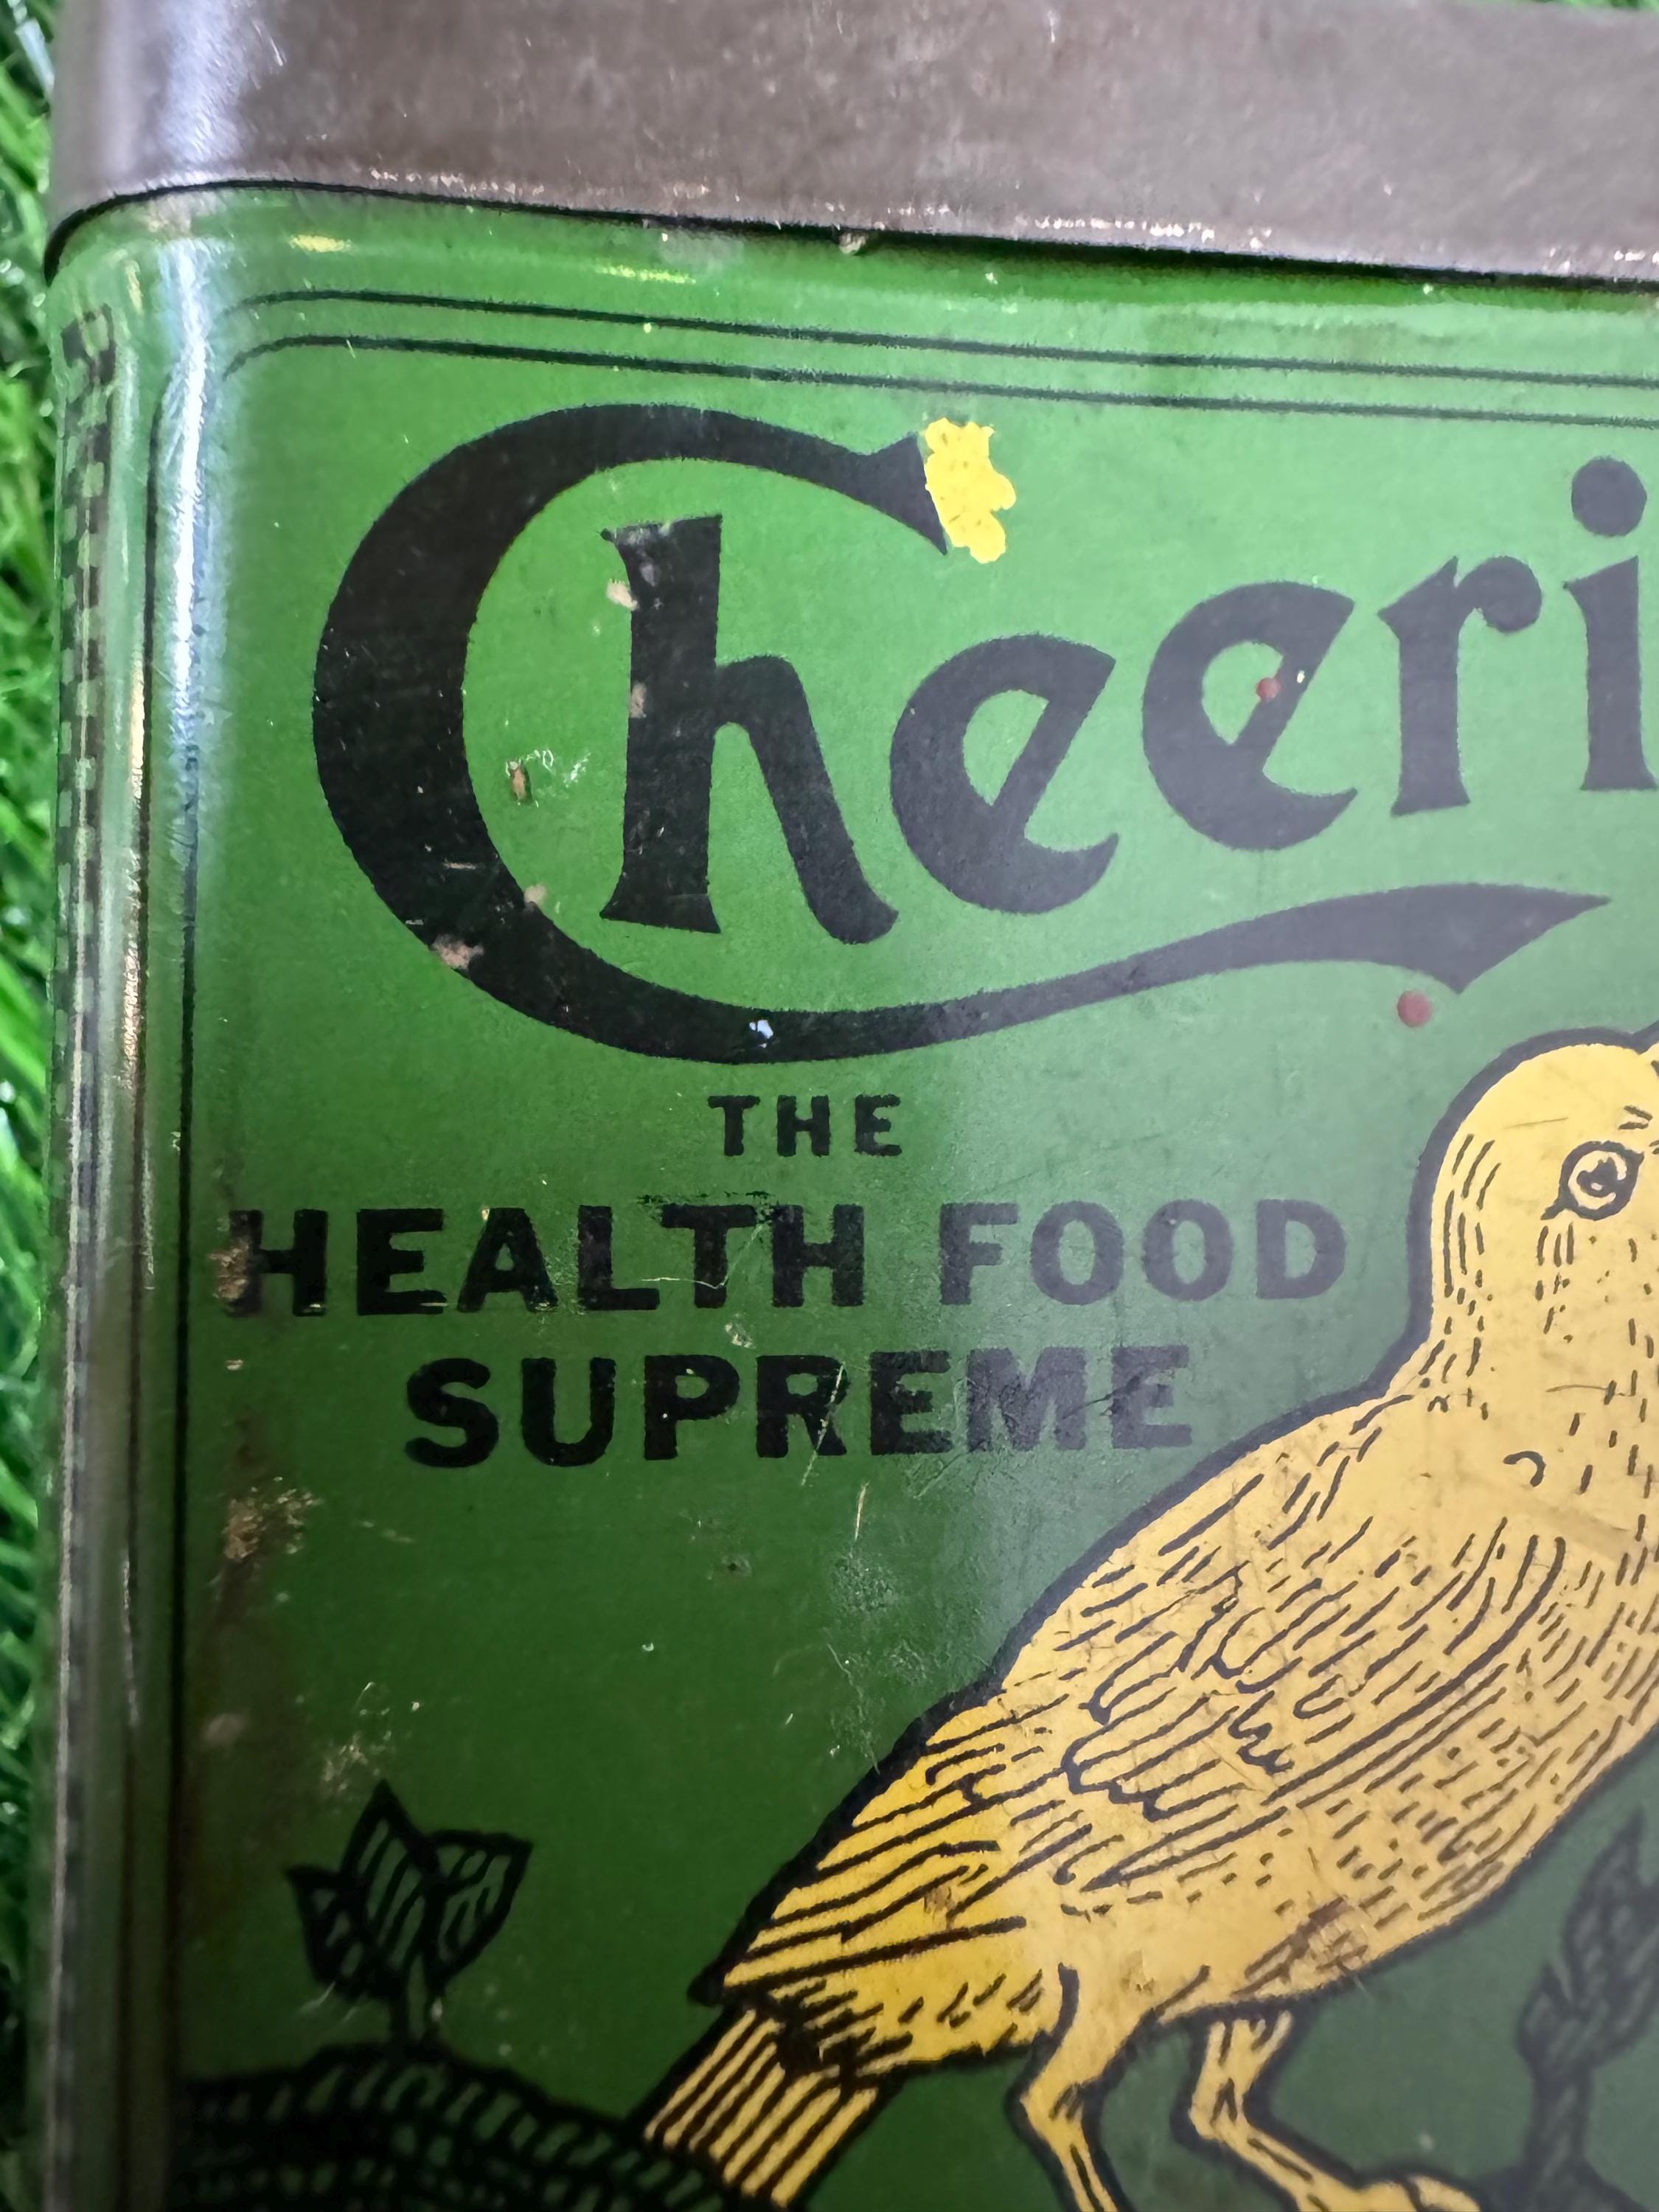 Cheeri
THE
HEALTH FOOD
SUPREME